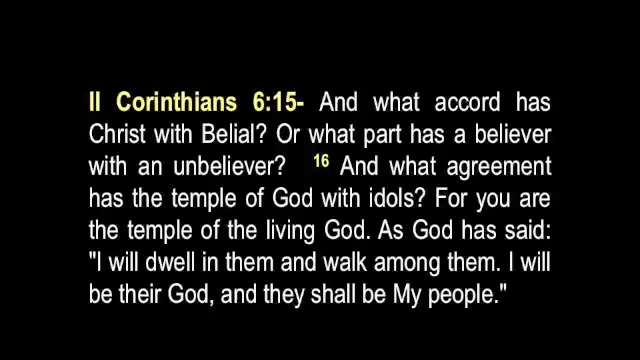 II Corinthians 6:15- And what accord has
Christ with Belial? Or what part has a believer
with an unbeliever? 16 And what agreement
has the temple of God with idols? For you are
the temple of the living God. As God has said:
"I will dwell in them and walk among them. I will
be their God, and they shall be My people."